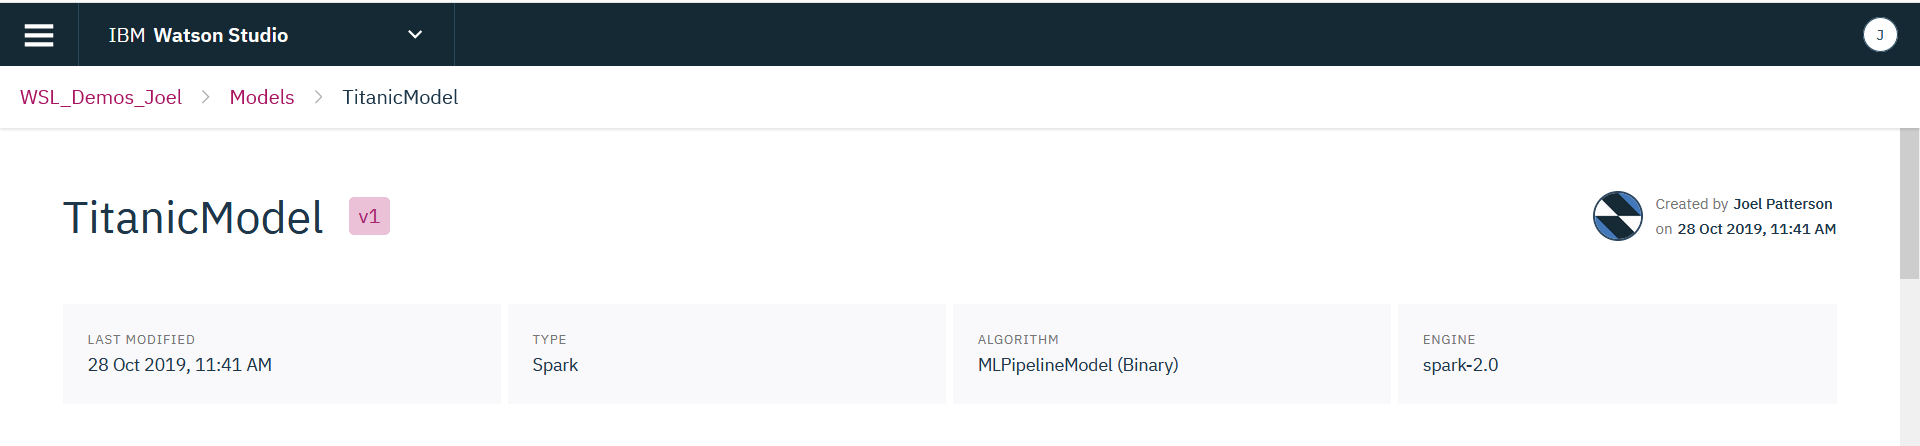 IBM Watson Studio
J
WSL_Demos_Joel > Models > TitanicModel
TitanicModel v1
Created by Joel Patterson
on 28 Oct 2019, 11:41 AM
LAST MODIFIED
28 Oct 2019, 11:41 AM
TYPE
Spark
ALGORITHM
MLPipelineModel (Binary)
ENGINE
spark-2.0